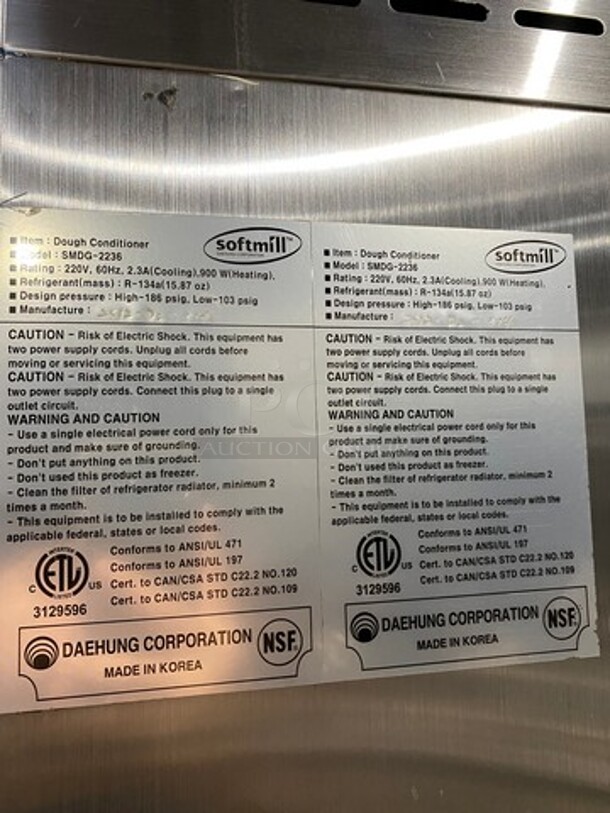 softmill™
■ Item : Dough Conditioner
■ Model : SMDG-2236
■ Rating : 220V, 60Hz, 2.3A(Cooling),900 W(Heating),
■ Refrigerant(mass) : R-134a(15.87 oz)
■ Design pressure : High-186 psig, Low-103 psig
■ Manufacture :
CAUTION - Risk of Electric Shock. This equipment has
two power supply cords. Unplug all cords before
moving or servicing this equipment.
CAUTION - Risk of Electric Shock. This equipment has
two power supply cords. Connect this plug to a single
outlet circuit.
WARNING AND CAUTION
- Use a single electrical power cord only for this
product and make sure of grounding.
- Don't put anything on this product.
- Don't used this product as freezer.
- Clean the filter of refrigerator radiator, minimum 2
times a month.
- This equipment is to be installed to comply with the
applicable federal, states or local codes.
INTERTEK
C ETL US
LISTED
3129596
Conforms to ANSI/UL 471
Conforms to ANSI/UL 197
Cert. to CAN/CSA STD C22.2 NO.120
Cert. to CAN/CSA STD C22.2 NO.109
DAEHUNG CORPORATION
MADE IN KOREA
NSF.
softmill™
■ Item : Dough Conditioner
■ Model : SMDG-2236
■ Rating : 220V, 60Hz, 2.3A(Cooling),900 W(Heating),
■ Refrigerant(mass) : R-134a(15.87 oz)
■ Design pressure : High-186 psig, Low-103 psig
■ Manufacture :
CAUTION - Risk of Electric Shock. This equipment has
two power supply cords. Unplug all cords before
moving or servicing this equipment.
CAUTION - Risk of Electric Shock. This equipment has
two power supply cords. Connect this plug to a single
outlet circuit.
WARNING AND CAUTION
- Use a single electrical power cord only for this
product and make sure of grounding.
- Don't put anything on this product.
- Don't used this product as freezer.
- Clean the filter of refrigerator radiator, minimum 2
times a month.
- This equipment is to be installed to comply with the
applicable federal, states or local codes.
INTERTEK
C ETL US
LISTED
3129596
Conforms to ANSI/UL 471
Conforms to ANSI/UL 197
Cert. to CAN/CSA STD C22.2 NO.120
Cert. to CAN/CSA STD C22.2 NO.109
DAEHUNG CORPORATION
MADE IN KOREA
NSF.
AUCTION